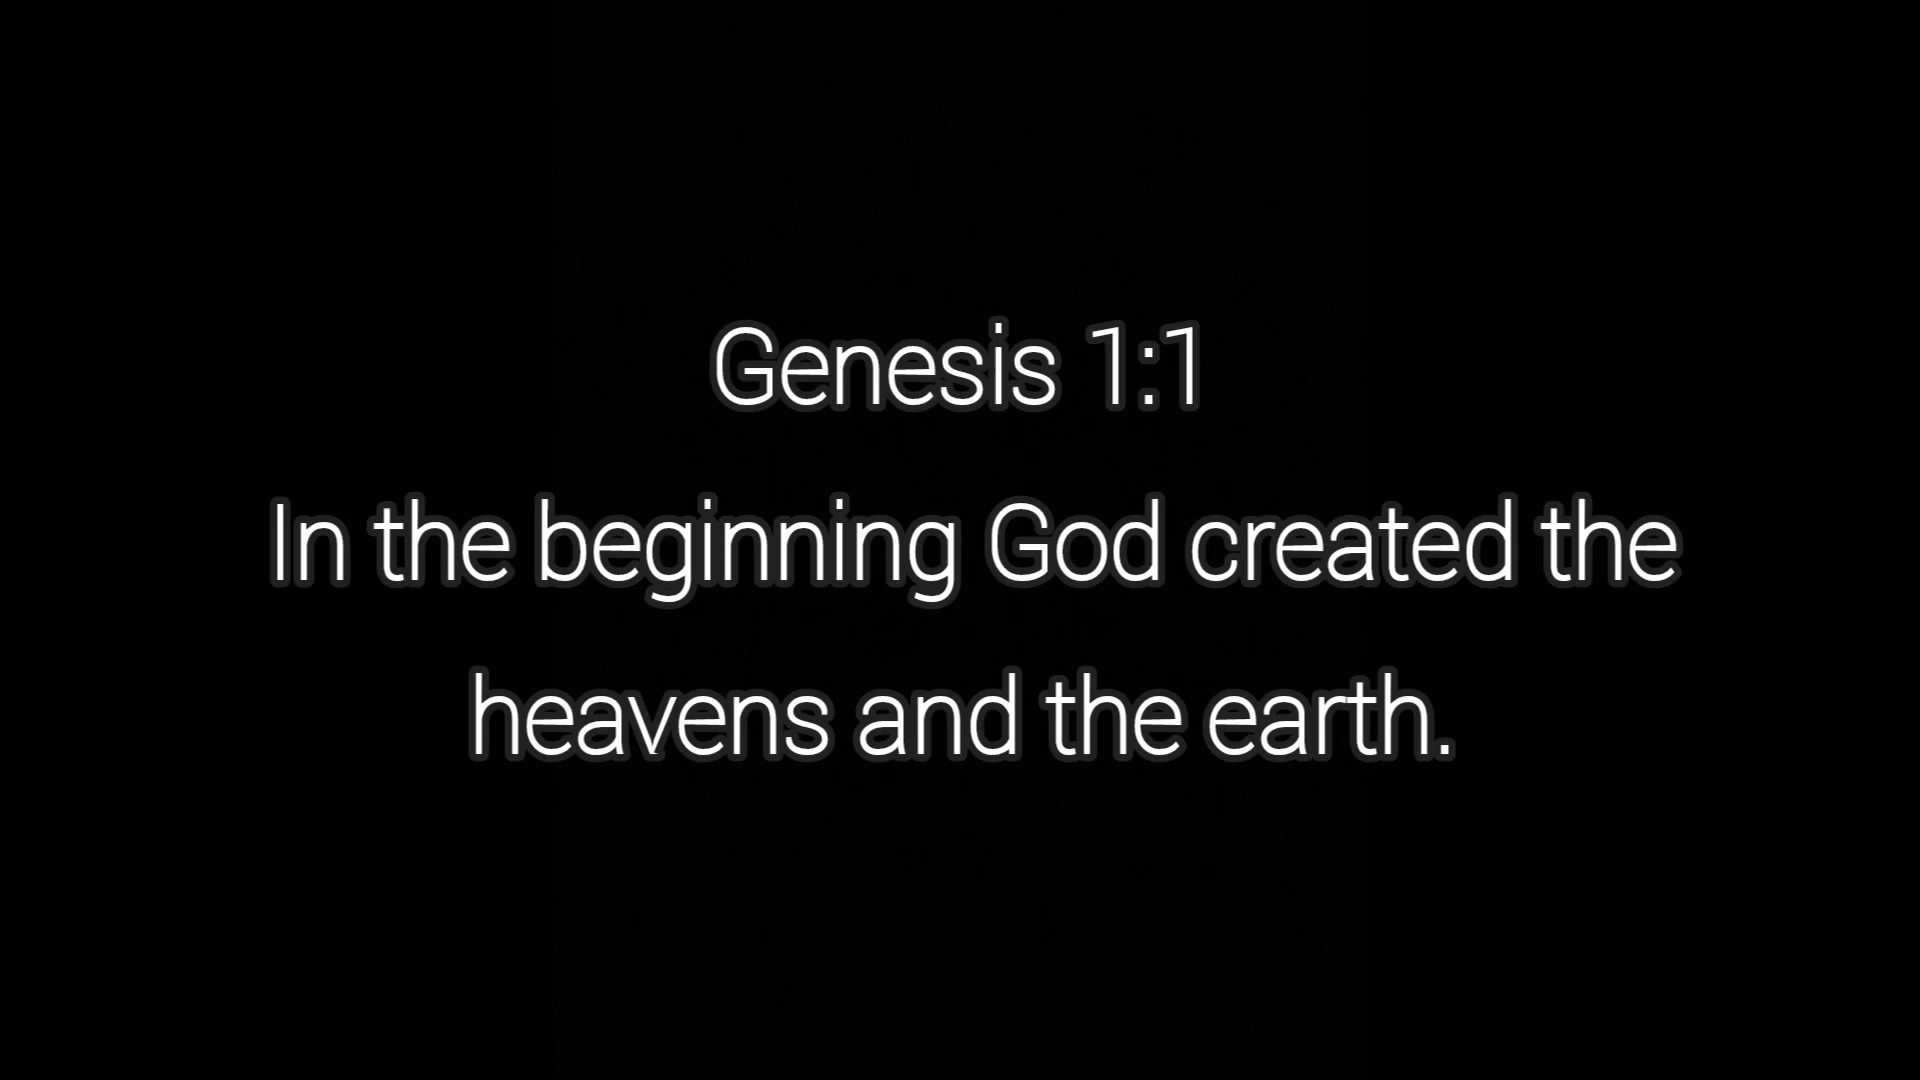 Genesis 1:1
In the beginning God created the
heavens and the earth.